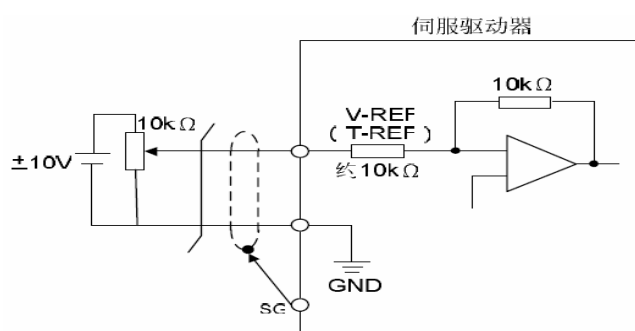 伺服驱动器
10kΩ
±10V
V-REF
( T-REF )
约10kΩ
10kΩ
GND
SG